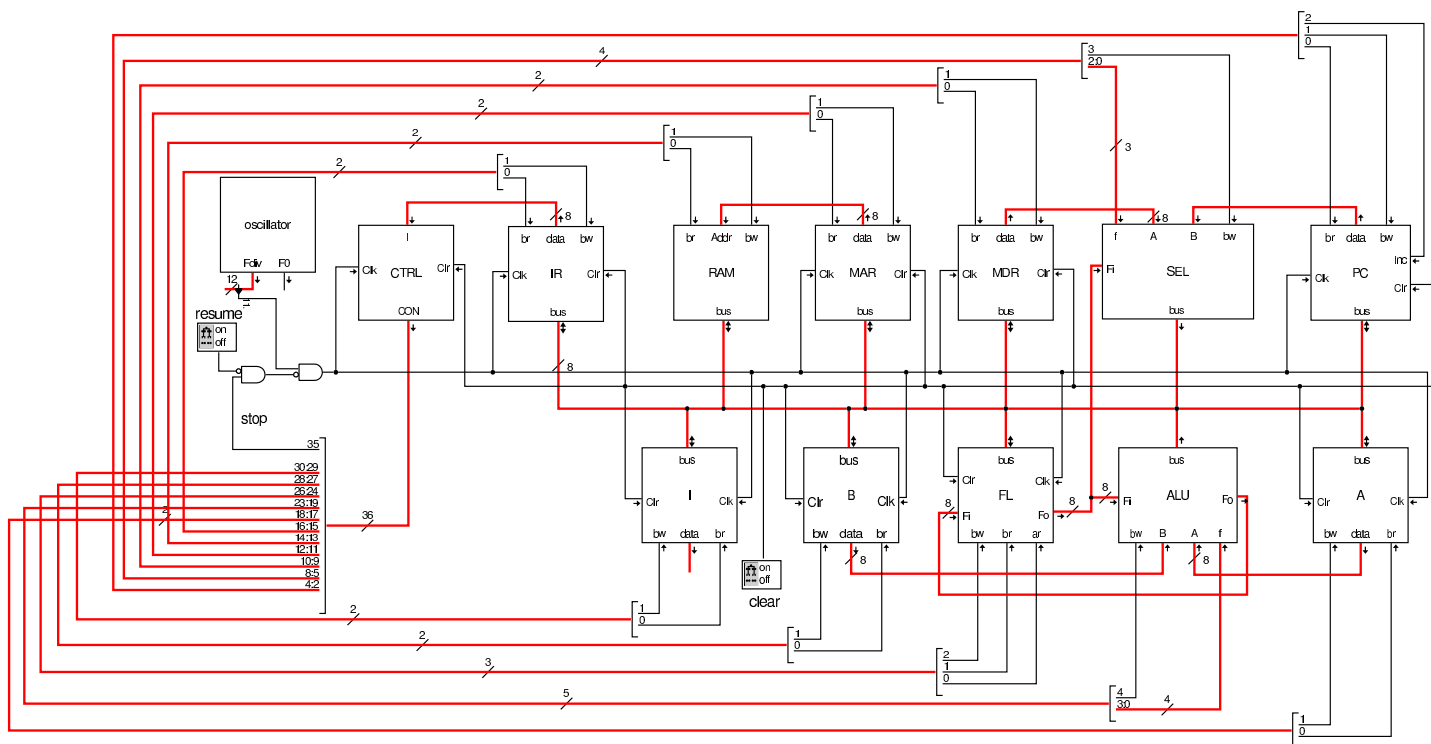 2
1
0
4
3
2:0
2
1
0
2
1
0
2
1
0
3
2
1
0
oscillator
Fdiv F0
12
11
I
CTRL
Clk
Clr
CON
br data bw
8
Clk
IR
Clr
bus
br Addr bw
RAM
bus
br data bw
8
Clk
MAR
Clr
bus
br data bw
Clk
MDR
Clr
bus
f A B bw
8
Fi
SEL
bus
br data bw
Inc
Clk
PC
Clr
bus
resume
on
off
8
stop
35
30:29
28:27
26:24
23:19
18:17
16:15
14:13
12:11
10:9
8:5
4:2
2
36
bus
Clr
I
Clk
bw data br
bus
Clr
B
Clk
bw data br
8
bus
Clr
FL
Clk
8
Fi
Fo
8
bw br ar
bus
8
Fi
ALU
Fo
bw B A f
8
bus
Clr
A
Clk
bw data br
on
off
clear
2
1
0
2
1
0
3
2
1
0
5
4
3:0
4
1
0